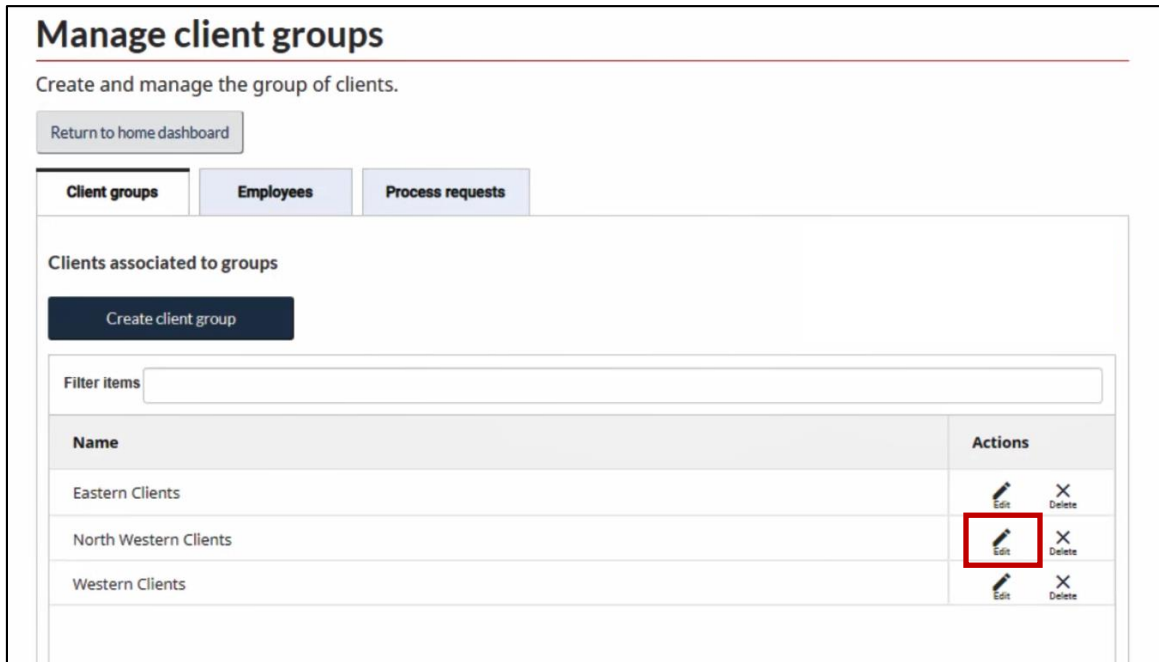 Manage client groups
Create and manage the group of clients.
Return to home dashboard
Client groups Employees Process requests
Clients associated to groups
Create client group
Filter items
Name Actions
Eastern Clients Edit Delete
North Western Clients Edit Delete
Western Clients Edit Delete